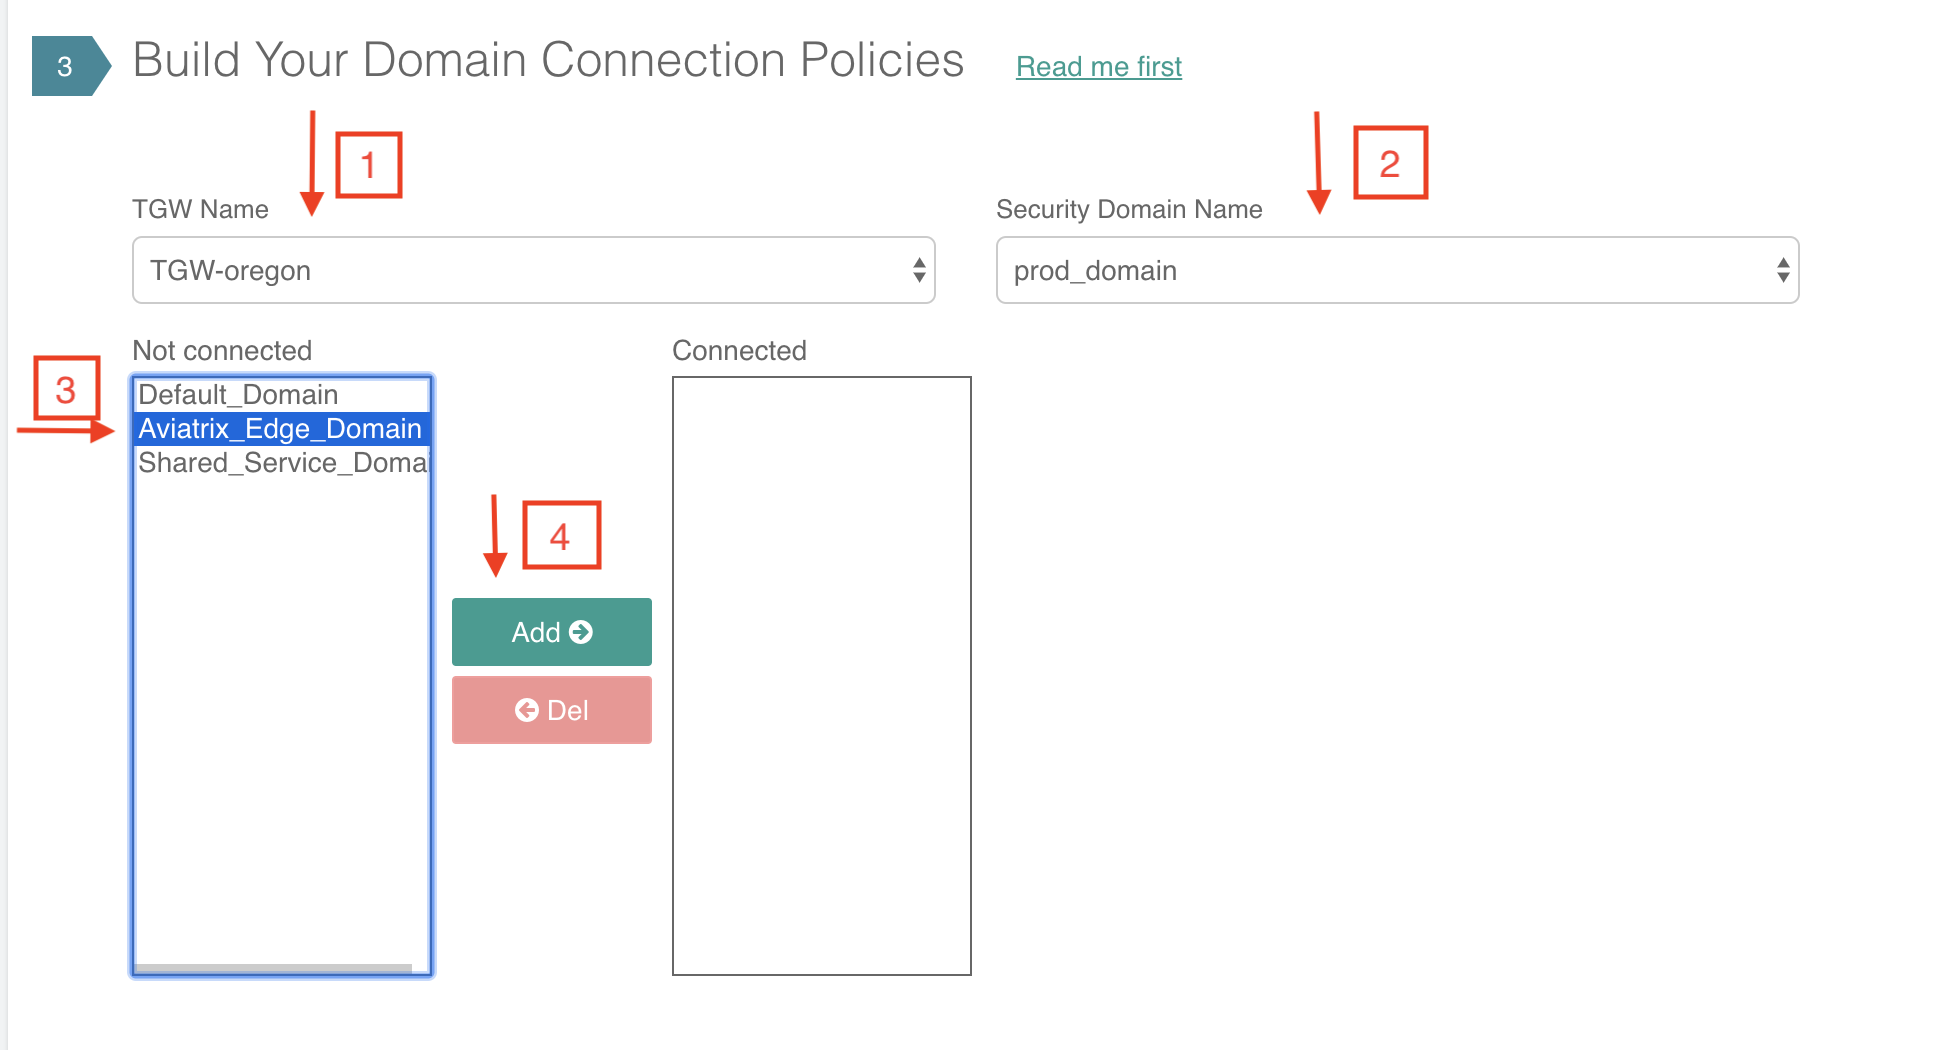 3 Build Your Domain Connection Policies Read me first
1 2
TGW Name Security Domain Name
TGW-oregon prod_domain
Not connected Connected
3
Default_Domain
Aviatrix_Edge_Domain
Shared_Service_Domai
4
Add
Del